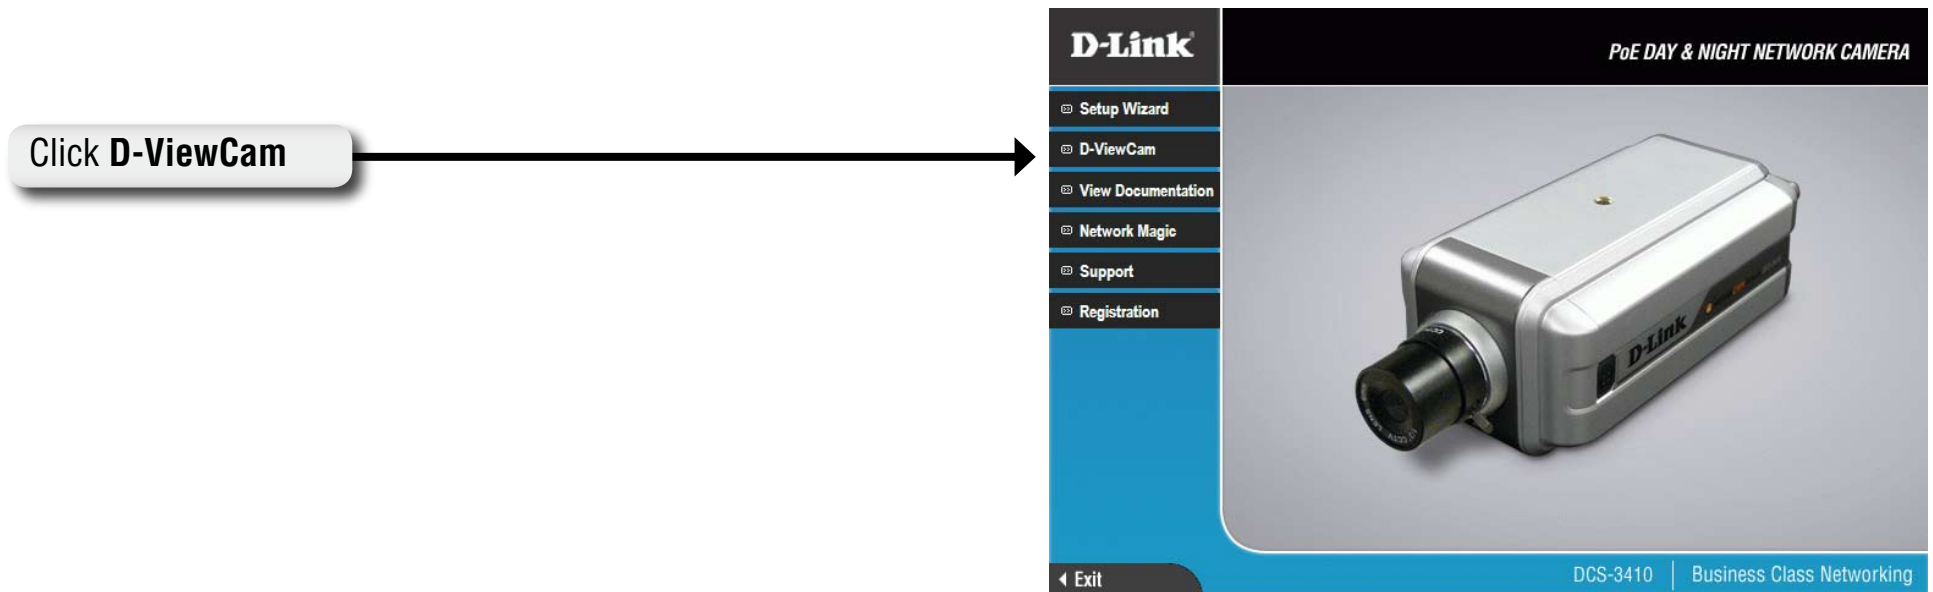 Click D-ViewCam
D-Link
PoE DAY & NIGHT NETWORK CAMERA
Setup Wizard
D-ViewCam
View Documentation
Network Magic
Support
Registration
D-Link
Exit
DCS-3410 | Business Class Networking